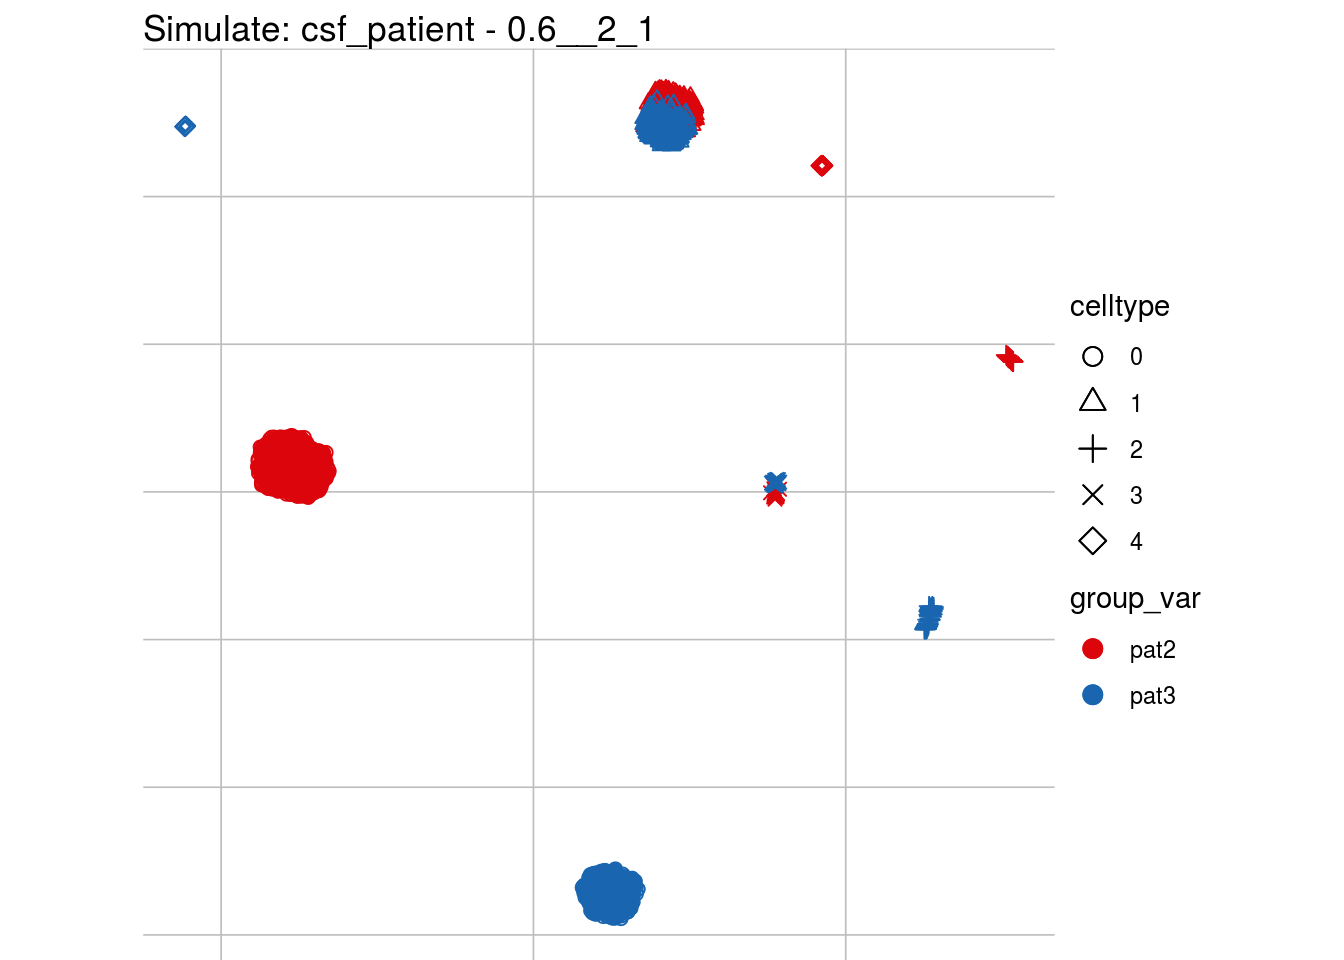 Simulate: csf_patient - 0.6__2_1
celltype
0
1
2
3
4
group_var
pat2
pat3